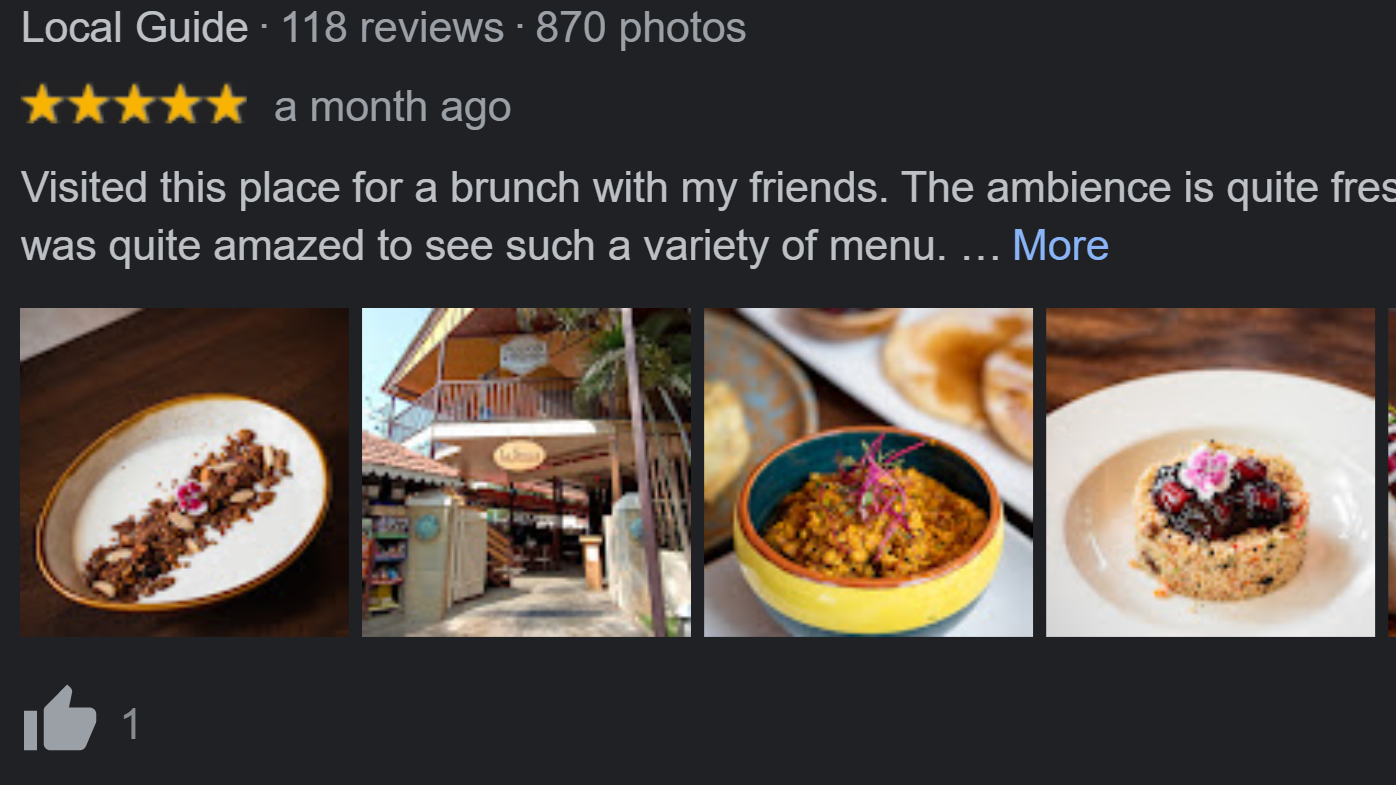 Local Guide · 118 reviews · 870 photos
a month ago
Visited this place for a brunch with my friends. The ambience is quite fres
was quite amazed to see such a variety of menu. … More
1